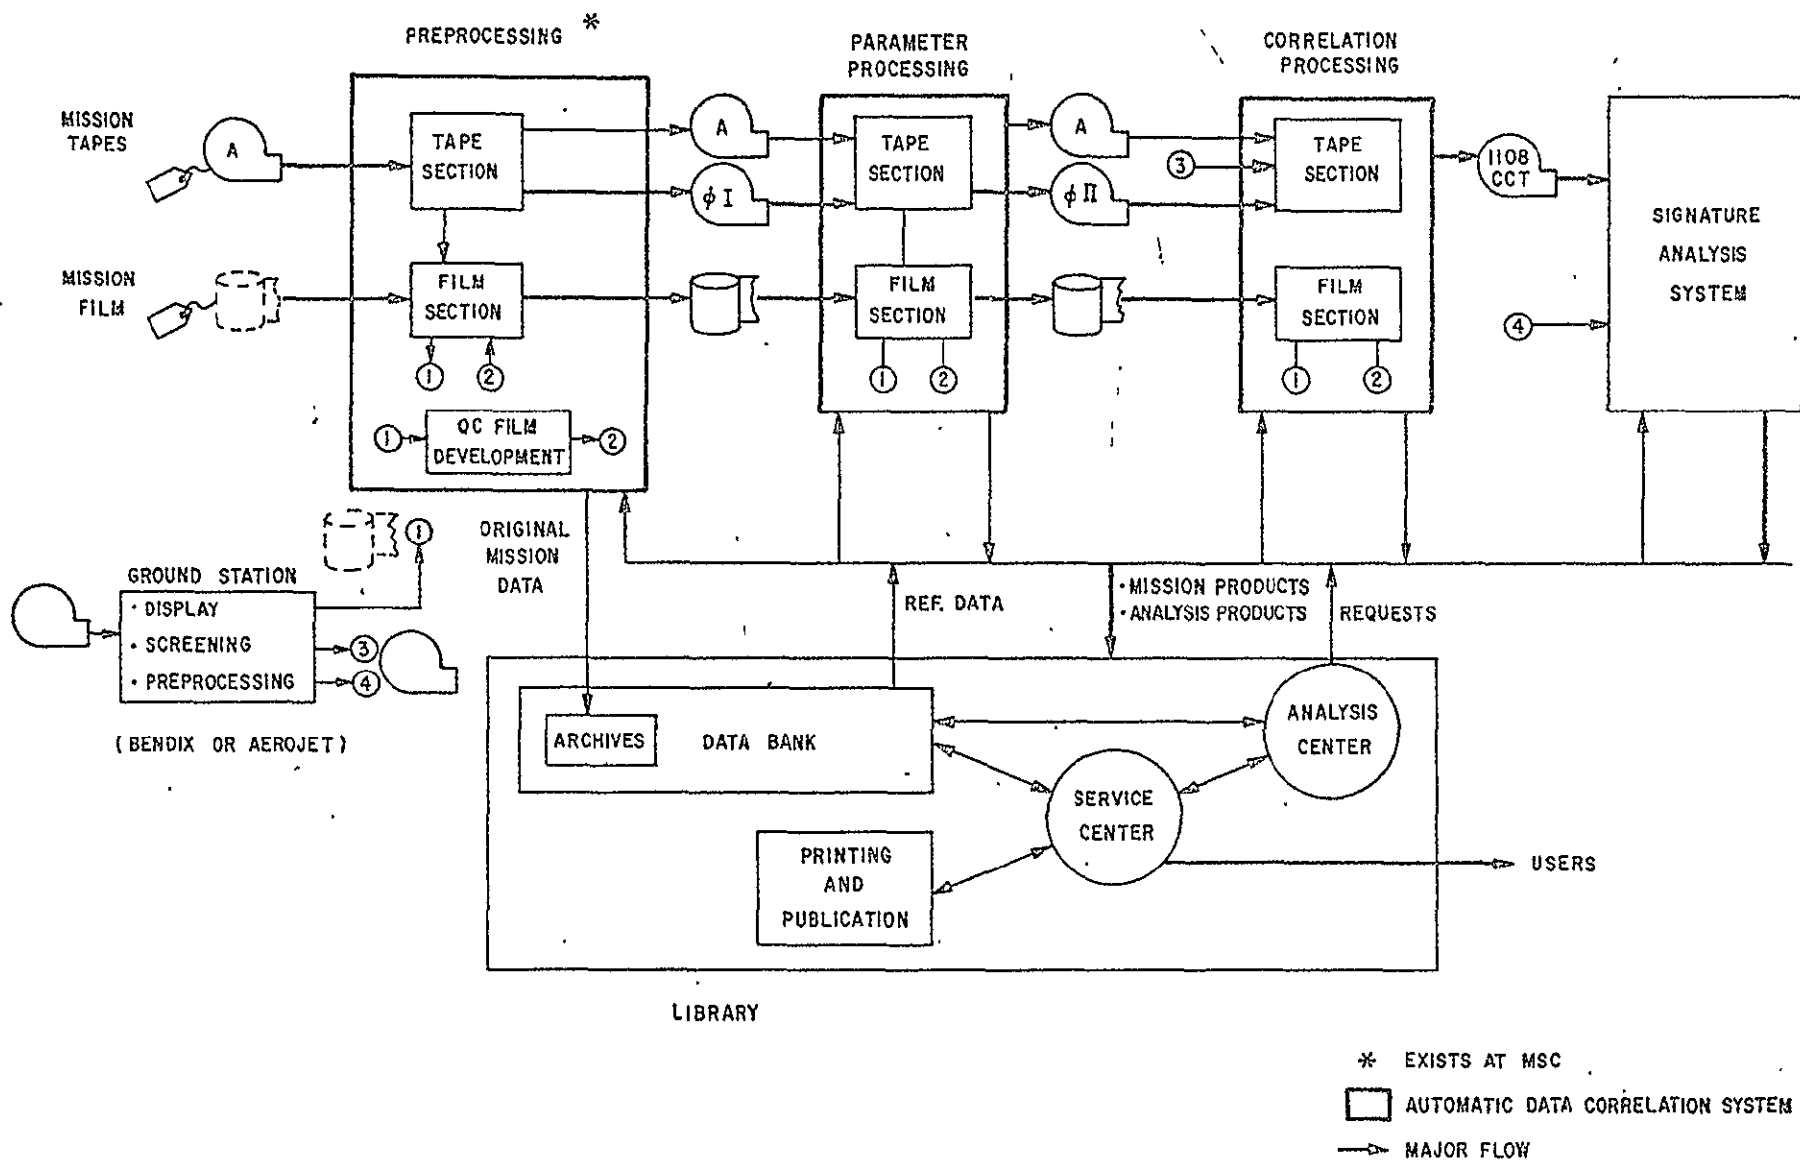 PREPROCESSING *
PARAMETER
PROCESSING
CORRELATION
PROCESSING
MISSION
TAPES
A
TAPE
SECTION
A
φ I
TAPE
SECTION
A
φ II
3
TAPE
SECTION
1108
CCT
SIGNATURE
ANALYSIS
SYSTEM
MISSION
FILM
FILM
SECTION
FILM
SECTION
FILM
SECTION
4
1
2
1
2
1
2
1
QC FILM
DEVELOPMENT
2
1
ORIGINAL
MISSION
DATA
GROUND STATION
• DISPLAY
• SCREENING
• PREPROCESSING
3
4
(BENDIX OR AEROJET)
REF. DATA
• MISSION PRODUCTS
• ANALYSIS PRODUCTS
REQUESTS
ARCHIVES
DATA BANK
ANALYSIS
CENTER
SERVICE
CENTER
PRINTING
AND
PUBLICATION
USERS
LIBRARY
* EXISTS AT MSC
AUTOMATIC DATA CORRELATION SYSTEM
MAJOR FLOW